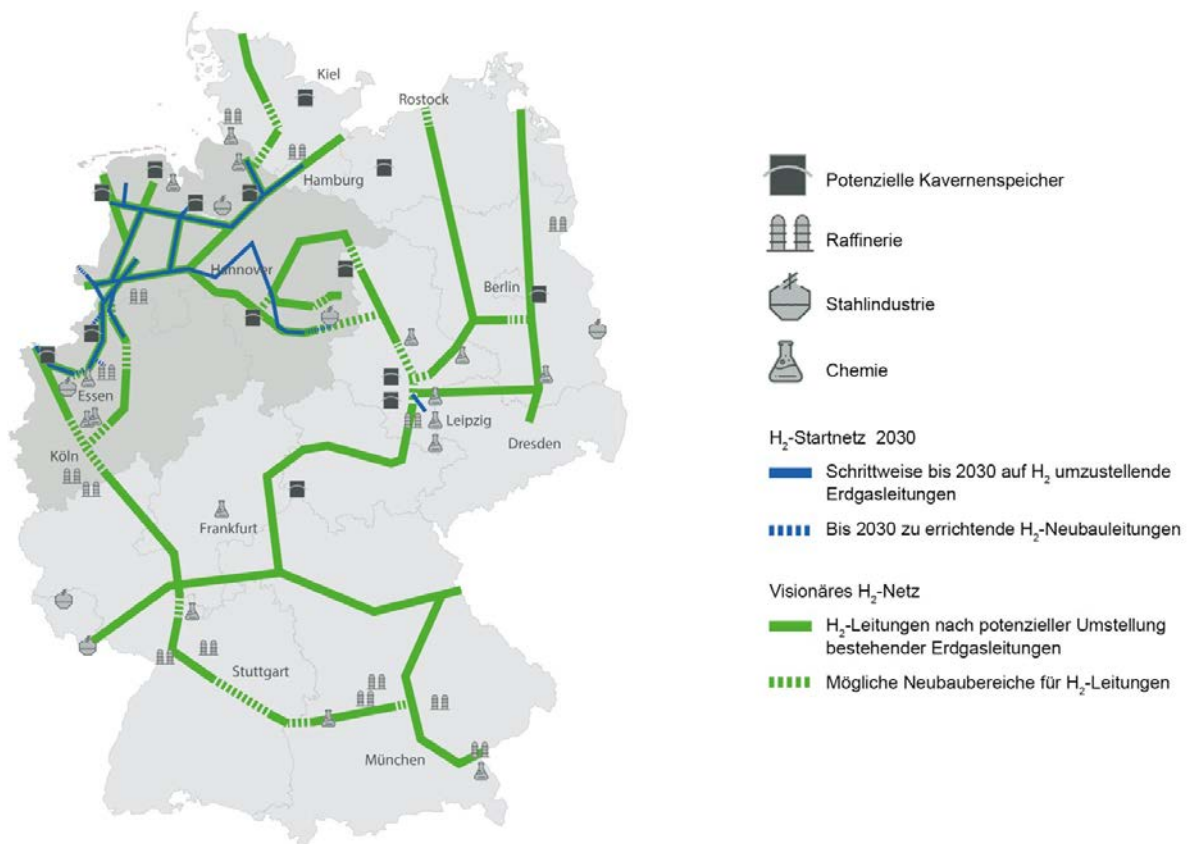 Kiel
Rostock
Hamburg
Hannover
Berlin
Essen
Leipzig
Dresden
Köln
Frankfurt
Stuttgart
München
Potenzielle Kavernenspeicher
Raffinerie
Stahlindustrie
Chemie
H₂-Startnetz 2030
Schrittweise bis 2030 auf H₂ umzustellende
Erdgasleitungen
Bis 2030 zu errichtende H₂-Neubauleitungen
Visionäres H₂-Netz
H₂-Leitungen nach potenzieller Umstellung
bestehender Erdgasleitungen
Mögliche Neubaubereiche für H₂-Leitungen